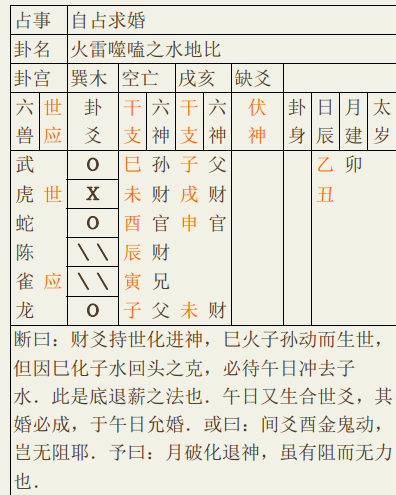 占事 自占求婚
卦名 火雷噬嗑之水地比
卦宫 巽木 空亡 戌亥 缺爻
六兽 世应 卦爻 干支 六神 干支 六神 伏神 卦身 日辰 月建 太岁
武 O 巳 孙 子 父 乙 卯
虎 世 X 未 财 戌 财 丑
蛇 O 酉 官 申 官
陈 \\ 辰 财
雀 应 \\ 寅 兄
龙 O 子 父 未 财
断曰：财爻持世化进神，巳火子孙动而生世，
但因巳化子水回头之克，必待午日冲去子
水．此是底退薪之法也．午日又生合世爻，其
婚必成，于午日允婚．或曰：间爻酉金鬼动，
岂无阻耶．予曰：月破化退神，虽有阻而无力
也．